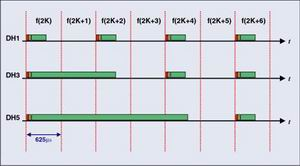 f(2K) f(2K+1) f(2K+2) f(2K+3) f(2K+4) f(2K+5) f(2K+6)
DH1 t
DH3 t
DH5 t
625µs